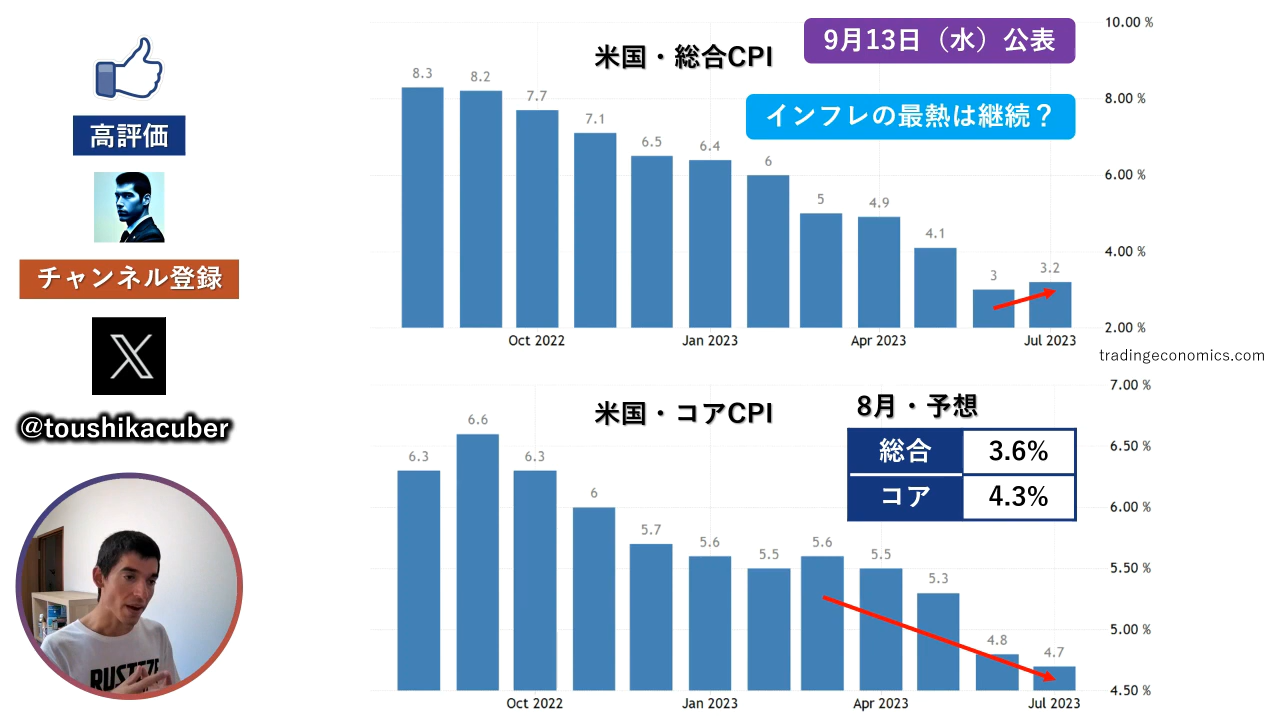 高評価
チャンネル登録
@toushikacuber
RUSTEZE
米国・総合CPI
9月13日（水）公表
インフレの最熱は継続？
8.3
8.2
7.7
7.1
6.5
6.4
6
5
4.9
4.1
3
3.2
10.00 %
8.00 %
6.00 %
4.00 %
2.00 %
Oct 2022
Jan 2023
Apr 2023
Jul 2023
tradingeconomics.com
米国・コアCPI
8月・予想
総合 3.6%
コア 4.3%
6.3
6.6
6.3
6
5.7
5.6
5.5
5.6
5.5
5.3
4.8
4.7
7.00 %
6.50 %
6.00 %
5.50 %
5.00 %
4.50 %
Oct 2022
Jan 2023
Apr 2023
Jul 2023